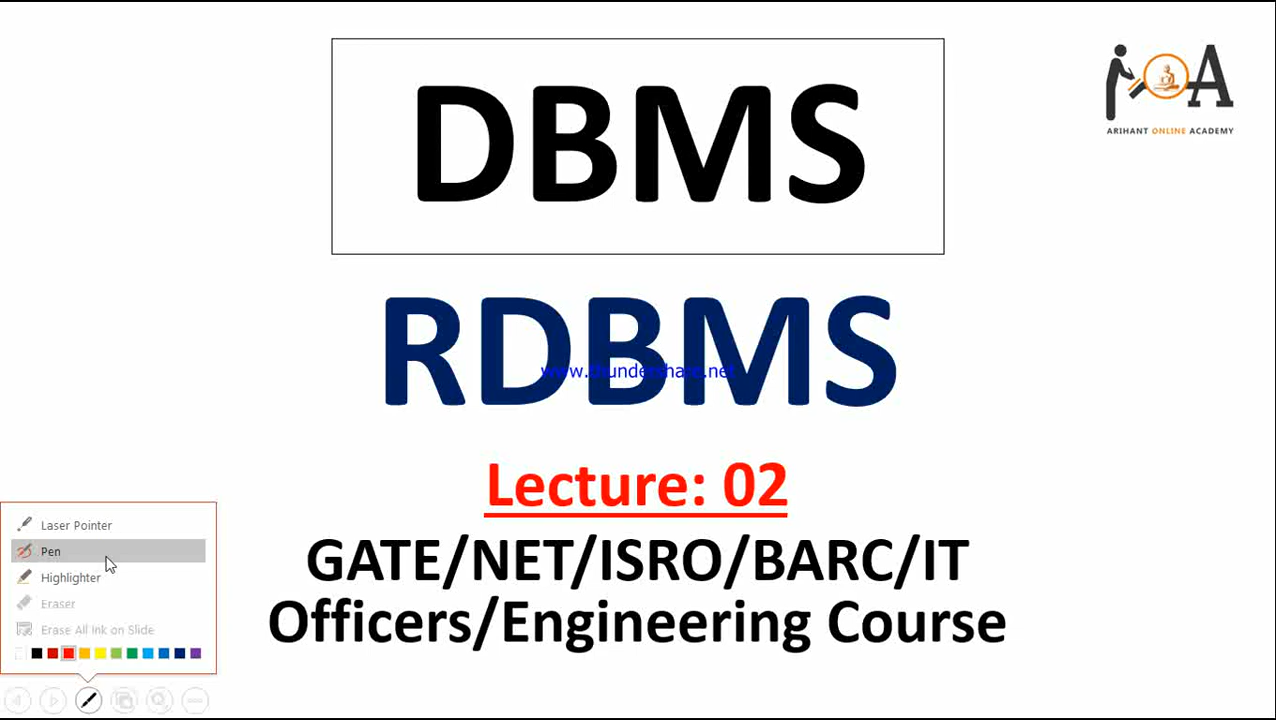 DBMS
ARIHANT ONLINE ACADEMY
RDBMS
www.thundershare.net
Lecture: 02
GATE/NET/ISRO/BARC/IT
Officers/Engineering Course
Laser Pointer
Pen
Highlighter
Eraser
Erase All Ink on Slide